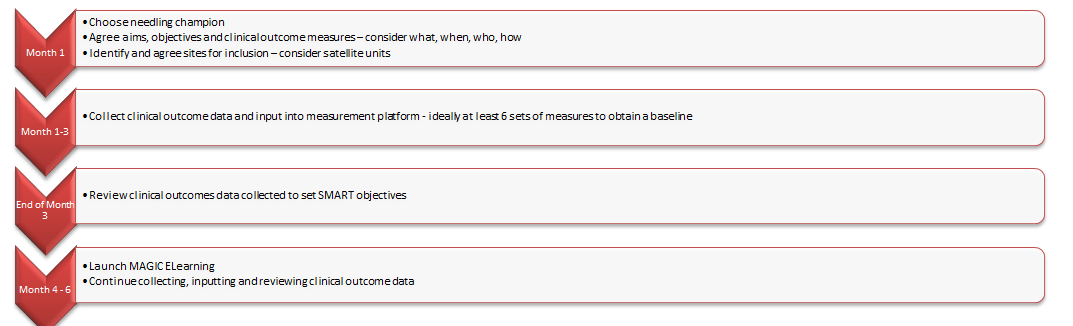 Month 1
•Choose needling champion
•Agree aims, objectives and clinical outcome measures – consider what, when, who, how
•Identify and agree sites for inclusion – consider satellite units
Month 1-3
•Collect clinical outcome data and input into measurement platform - ideally at least 6 sets of measures to obtain a baseline
End of Month
3
•Review clinical outcomes data collected to set SMART objectives
Month 4 - 6
•Launch MAGIC ELearning
•Continue collecting, inputting and reviewing clinical outcome data